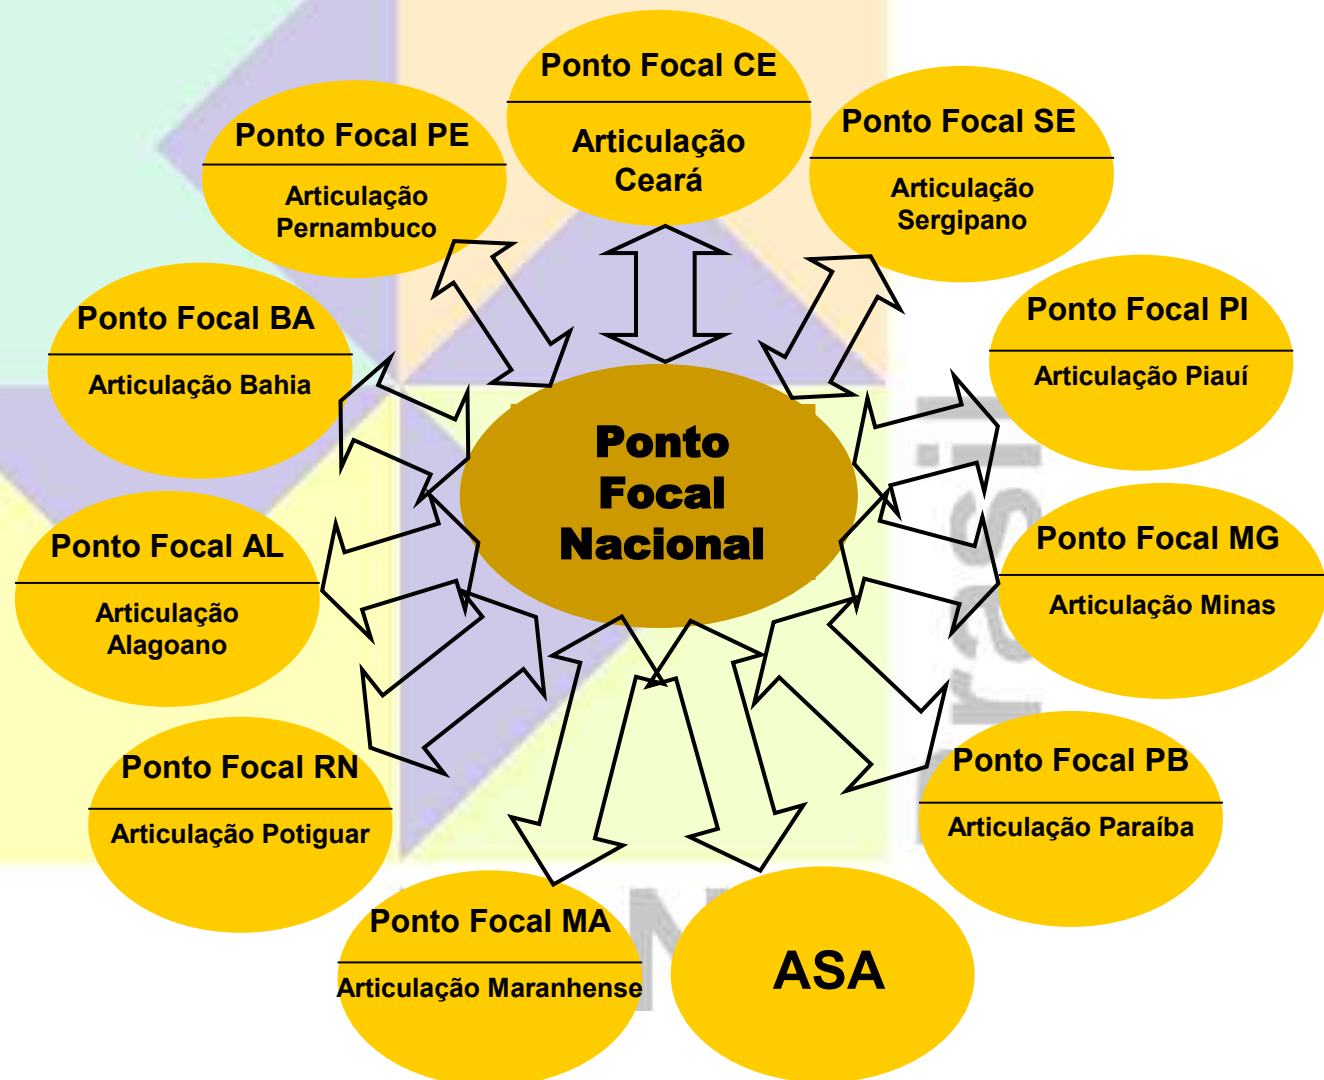 Ponto Focal CE
Articulação
Ceará
Ponto Focal PE
Articulação
Pernambuco
Ponto Focal SE
Articulação
Sergipano
Ponto Focal BA
Articulação Bahia
Ponto Focal PI
Articulação Piauí
Ponto
Focal
Nacional
Ponto Focal AL
Articulação
Alagoano
Ponto Focal MG
Articulação Minas
Ponto Focal RN
Articulação Potiguar
Ponto Focal PB
Articulação Paraíba
Ponto Focal MA
Articulação Maranhense
ASA